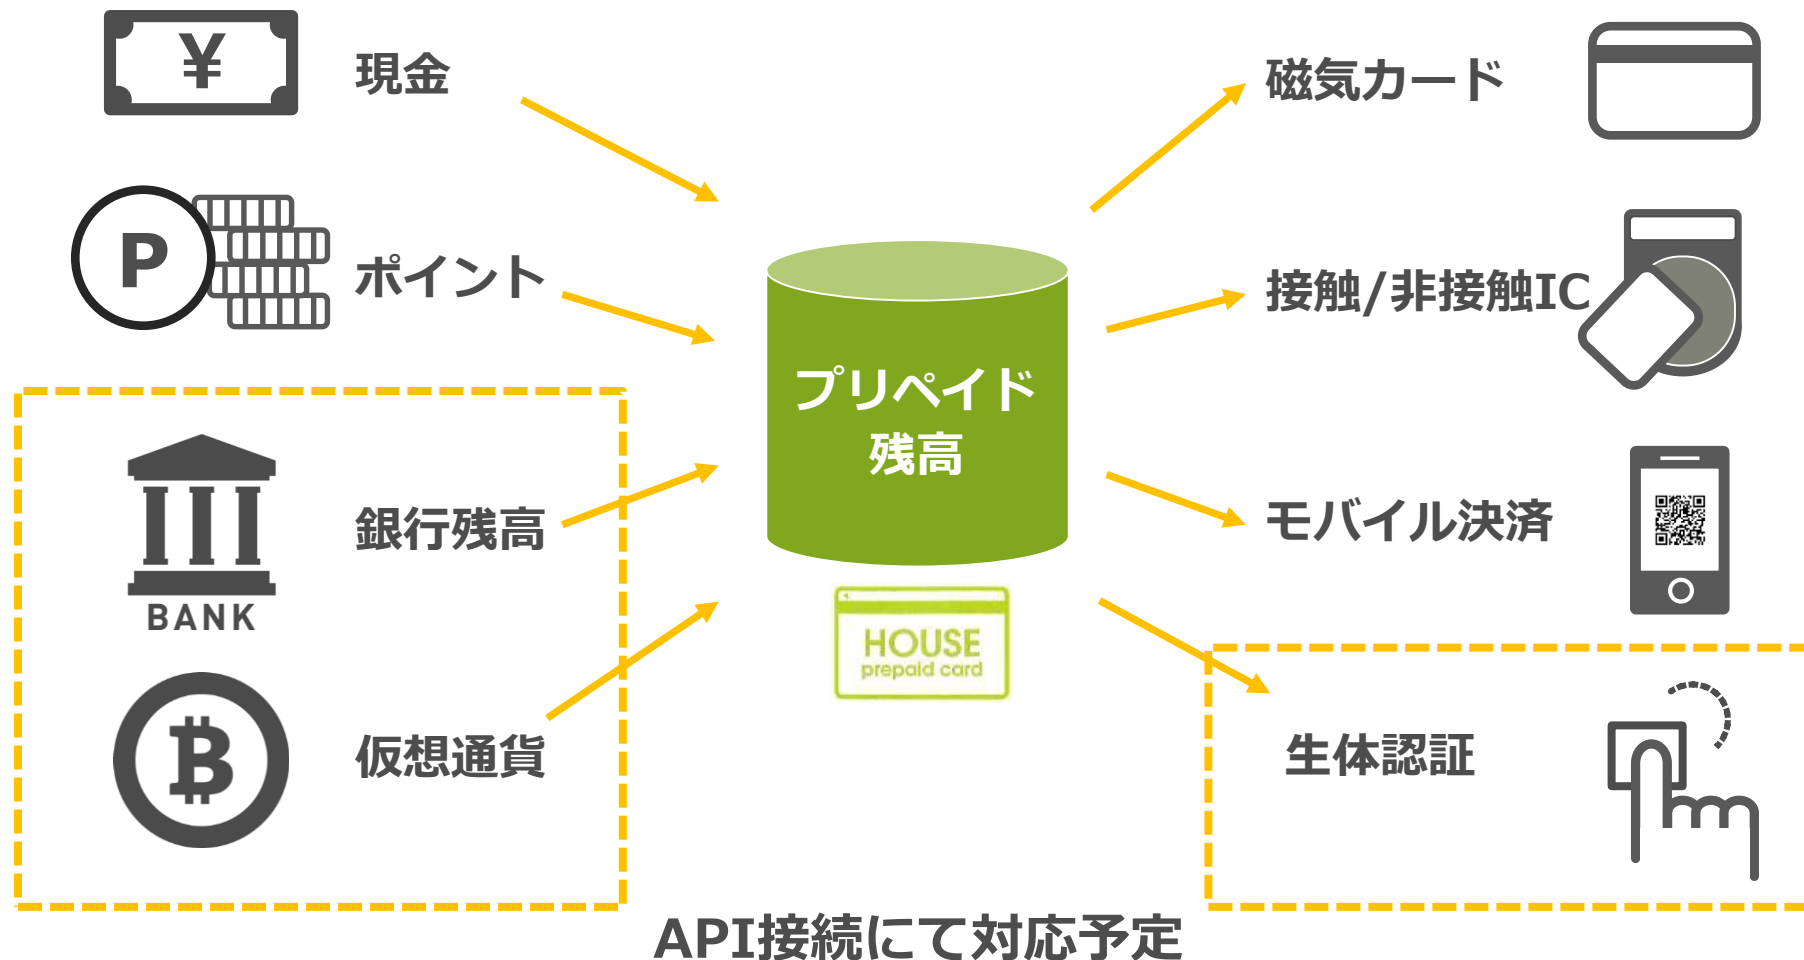 ¥
現金
P
ポイント
BANK
銀行残高
仮想通貨
プリペイド
残高
HOUSE
prepaid card
磁気カード
接触/非接触IC
モバイル決済
生体認証
API接続にて対応予定